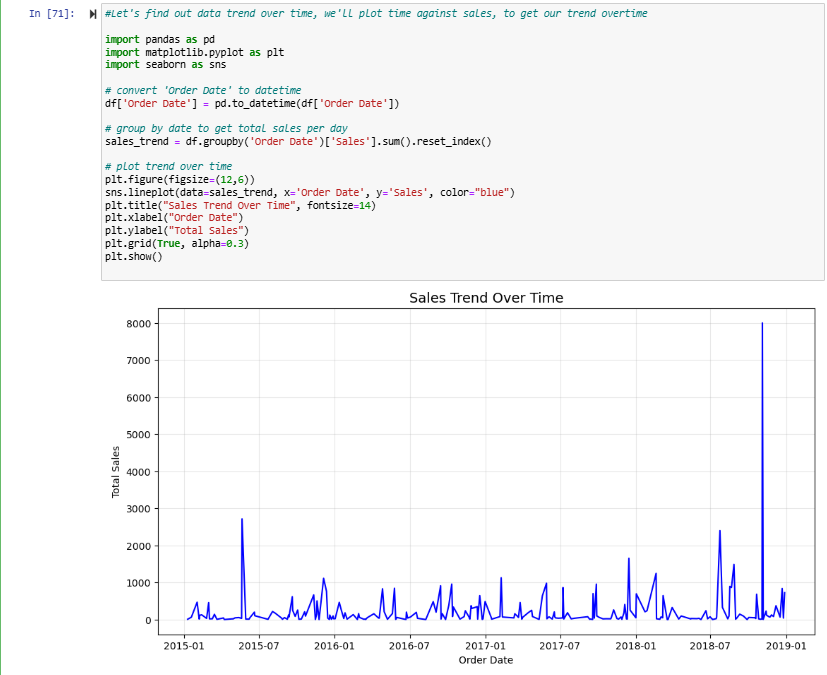 In [71]:
#Let's find out data trend over time, we'll plot time against sales, to get our trend overtime
import pandas as pd
import matplotlib.pyplot as plt
import seaborn as sns
# convert 'Order Date' to datetime
df['Order Date'] = pd.to_datetime(df['Order Date'])
# group by date to get total sales per day
sales_trend = df.groupby('Order Date')['Sales'].sum().reset_index()
# plot trend over time
plt.figure(figsize=(12,6))
sns.lineplot(data=sales_trend, x='Order Date', y='Sales', color="blue")
plt.title("Sales Trend Over Time", fontsize=14)
plt.xlabel("Order Date")
plt.ylabel("Total Sales")
plt.grid(True, alpha=0.3)
plt.show()
Sales Trend Over Time
8000
7000
6000
5000
4000
3000
2000
1000
0
Total Sales
2015-01 2015-07 2016-01 2016-07 2017-01 2017-07 2018-01 2018-07 2019-01
Order Date